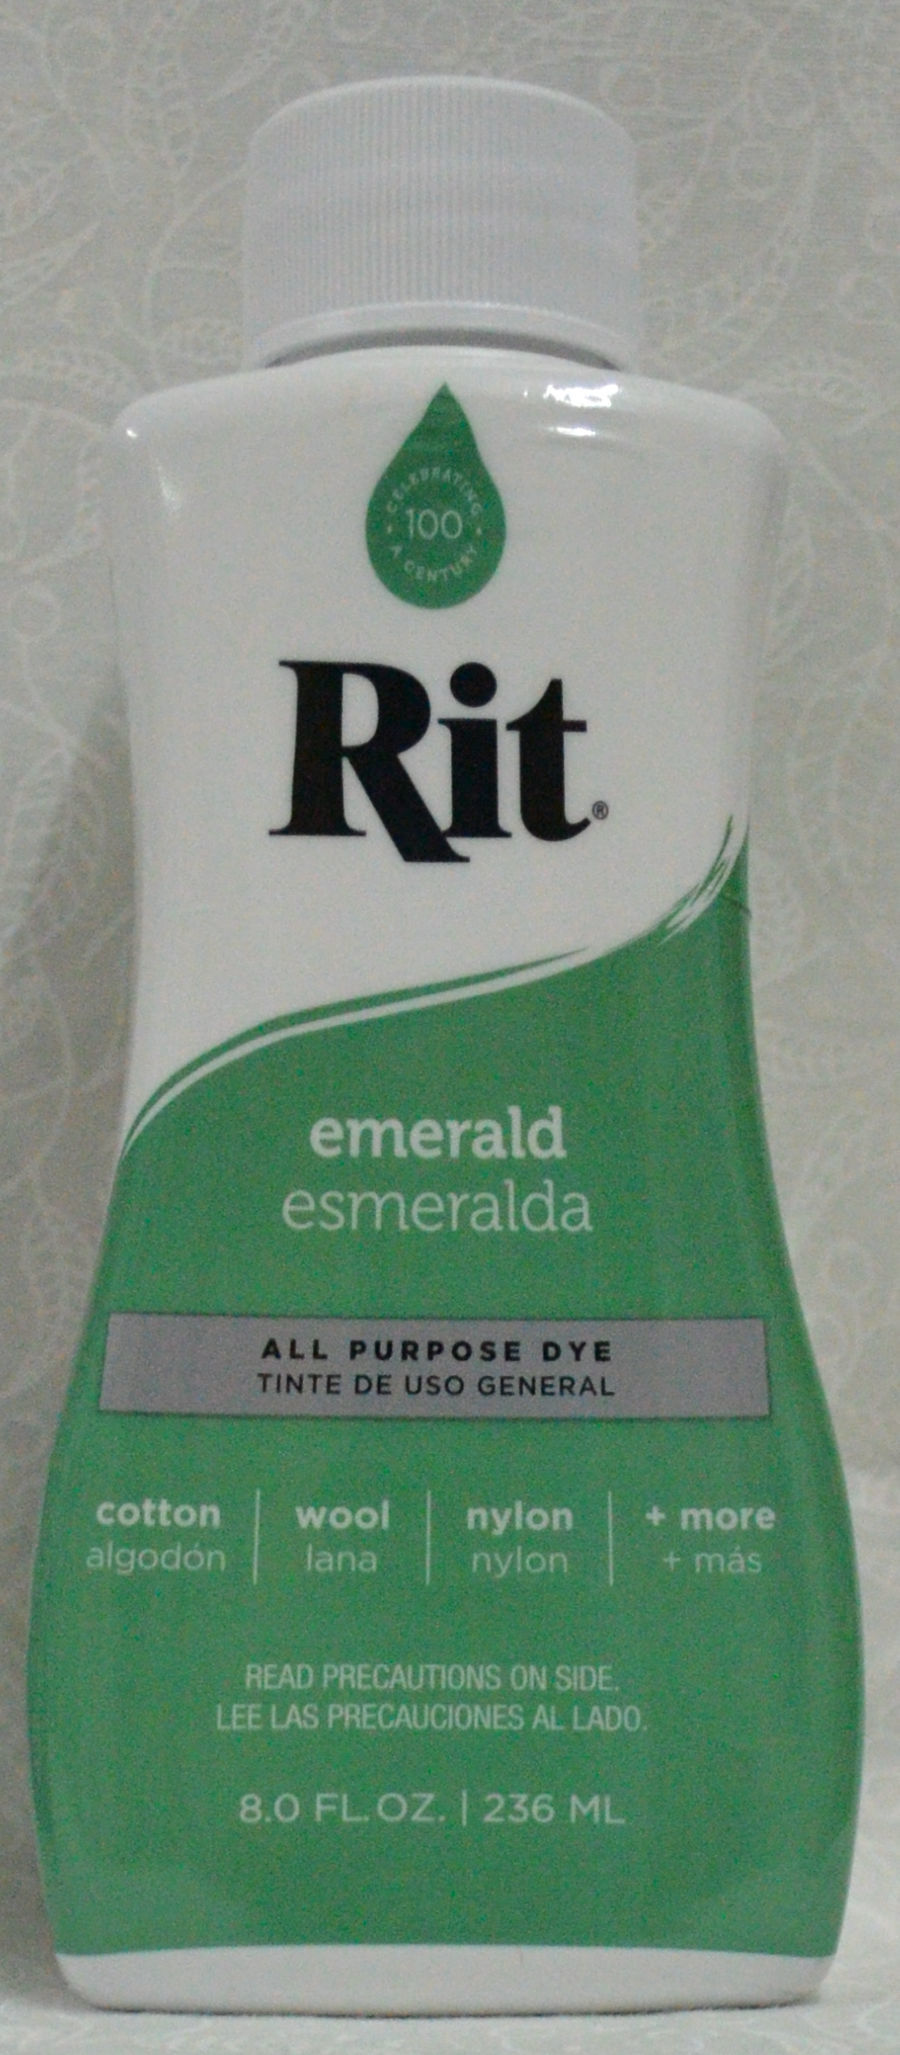 CELEBRATING
100
A CENTURY
Rit®
emerald
esmeralda
ALL PURPOSE DYE
TINTE DE USO GENERAL
cotton | wool | nylon | + more
algodón | lana | nylon | + más
READ PRECAUTIONS ON SIDE.
LEE LAS PRECAUCIONES AL LADO.
8.0 FL.OZ. | 236 ML